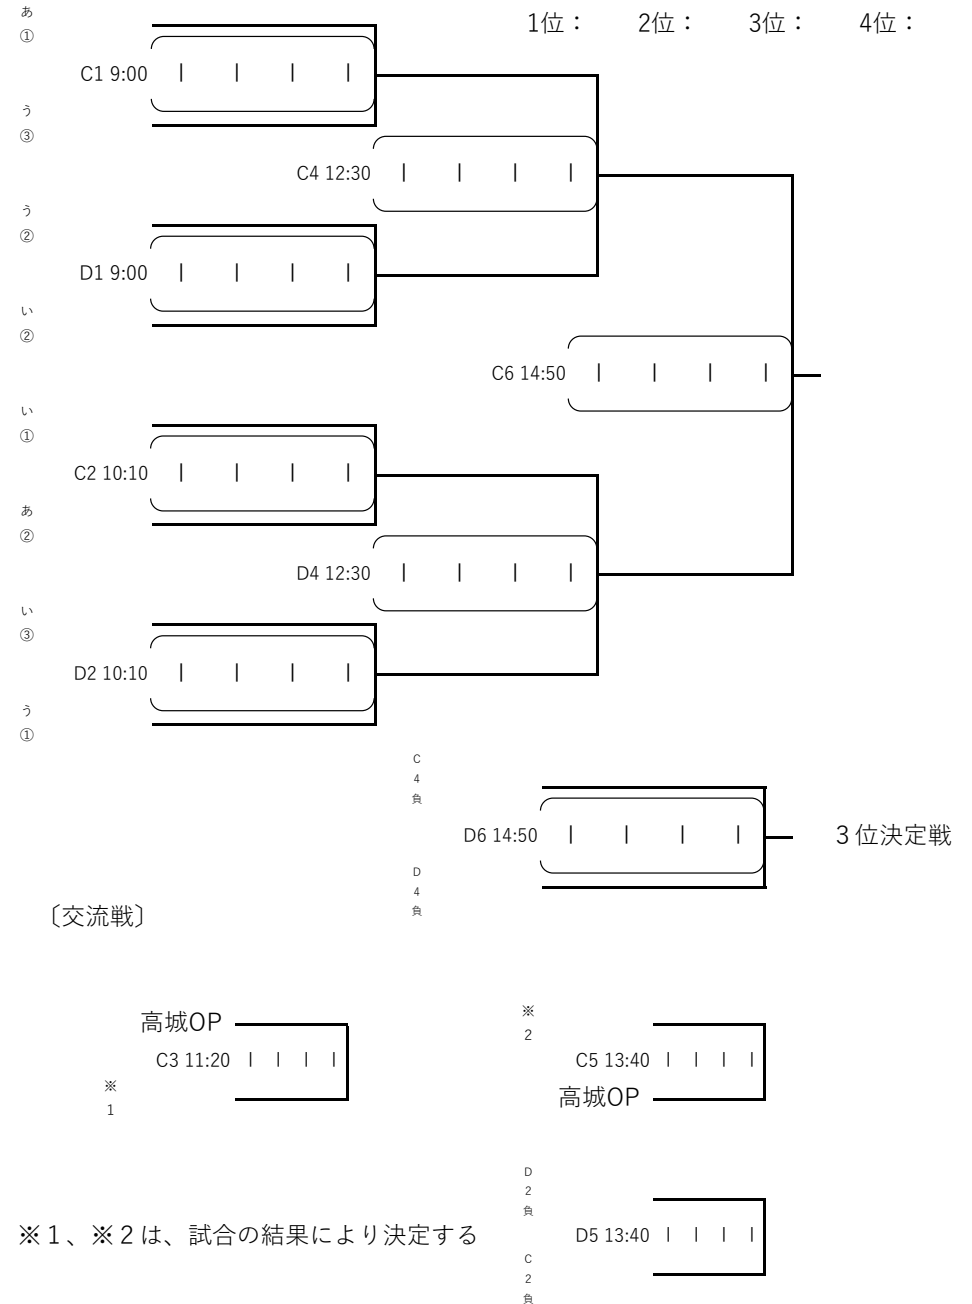 1位： 2位： 3位： 4位：
あ①
C1 9:00 | | | |
う③
C4 12:30 | | | |
う②
D1 9:00 | | | |
い②
C6 14:50 | | | |
い①
C2 10:10 | | | |
あ②
D4 12:30 | | | |
い③
D2 10:10 | | | |
う①
C4負
D6 14:50 | | | |
３位決定戦
D4負
〔交流戦〕
高城OP
C3 11:20 | | | |
※1
※2
C5 13:40 | | | |
高城OP
D2負
D5 13:40 | | | |
C2負
※１、※２は、試合の結果により決定する